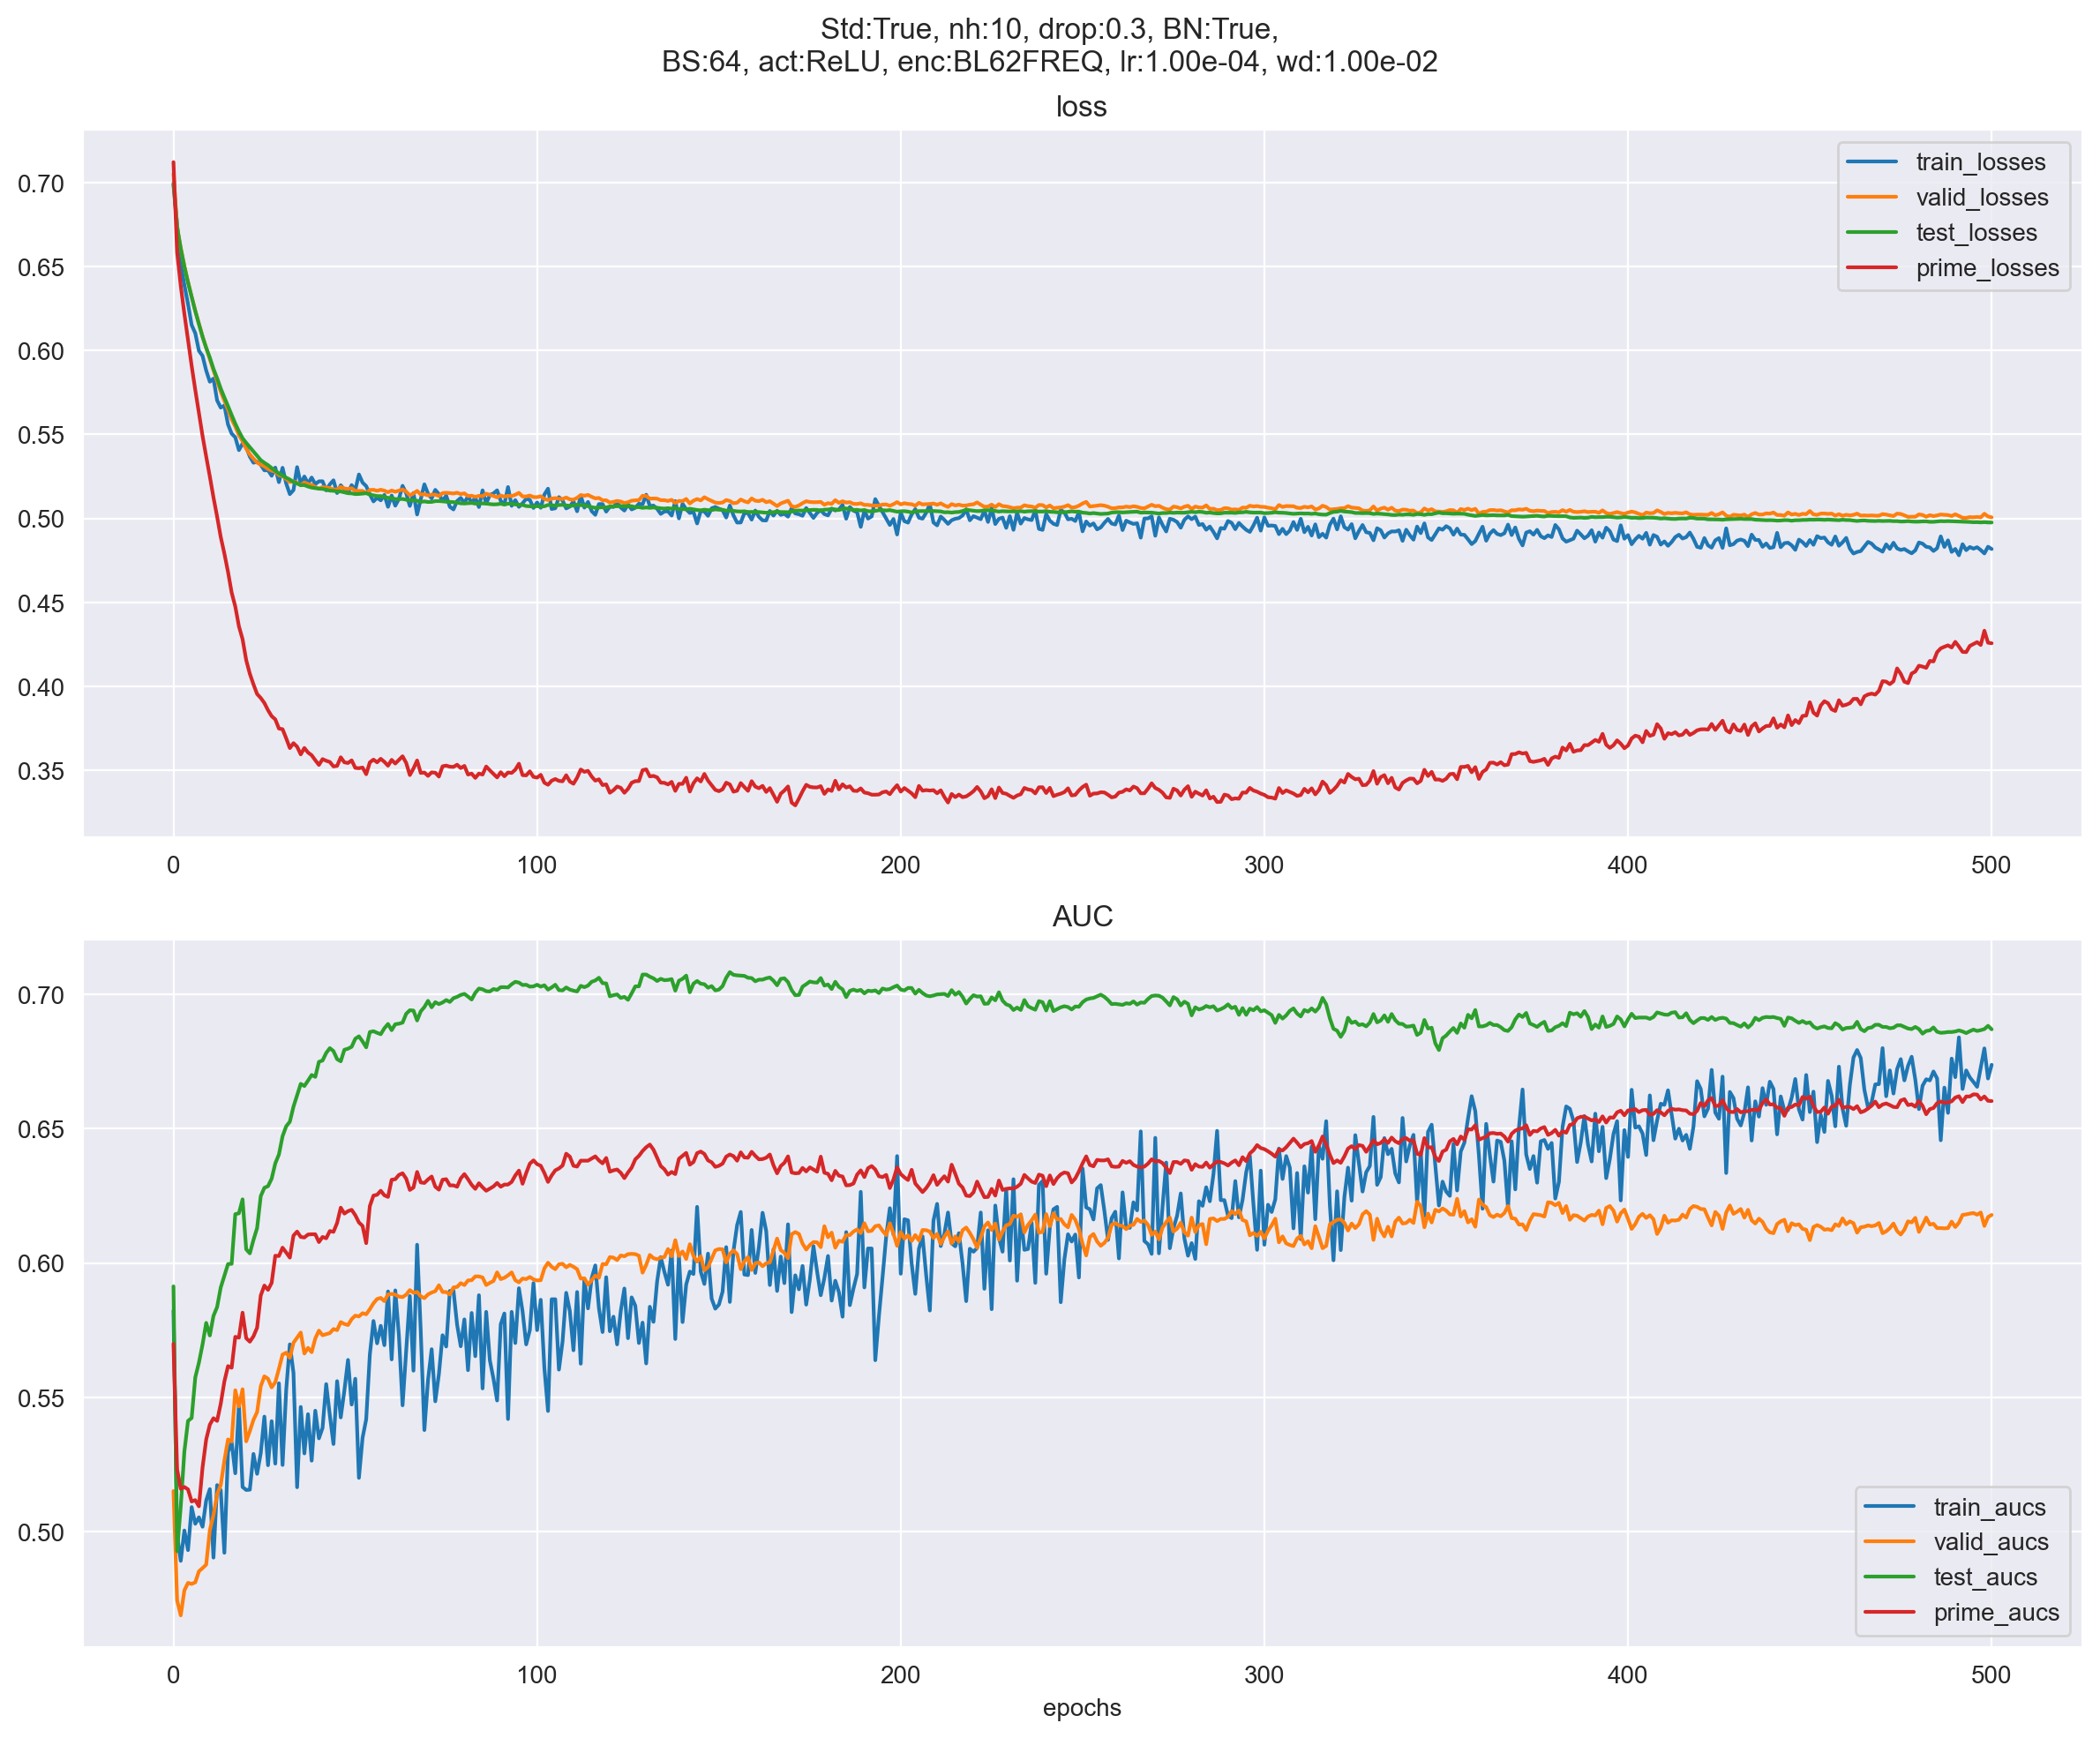 Std:True, nh:10, drop:0.3, BN:True,
BS:64, act:ReLU, enc:BL62FREQ, lr:1.00e-04, wd:1.00e-02
loss
0.70
0.65
0.60
0.55
0.50
0.45
0.40
0.35
train_losses
valid_losses
test_losses
prime_losses
0 100 200 300 400 500
AUC
0.70
0.65
0.60
0.55
0.50
train_aucs
valid_aucs
test_aucs
prime_aucs
0 100 200 300 400 500
epochs